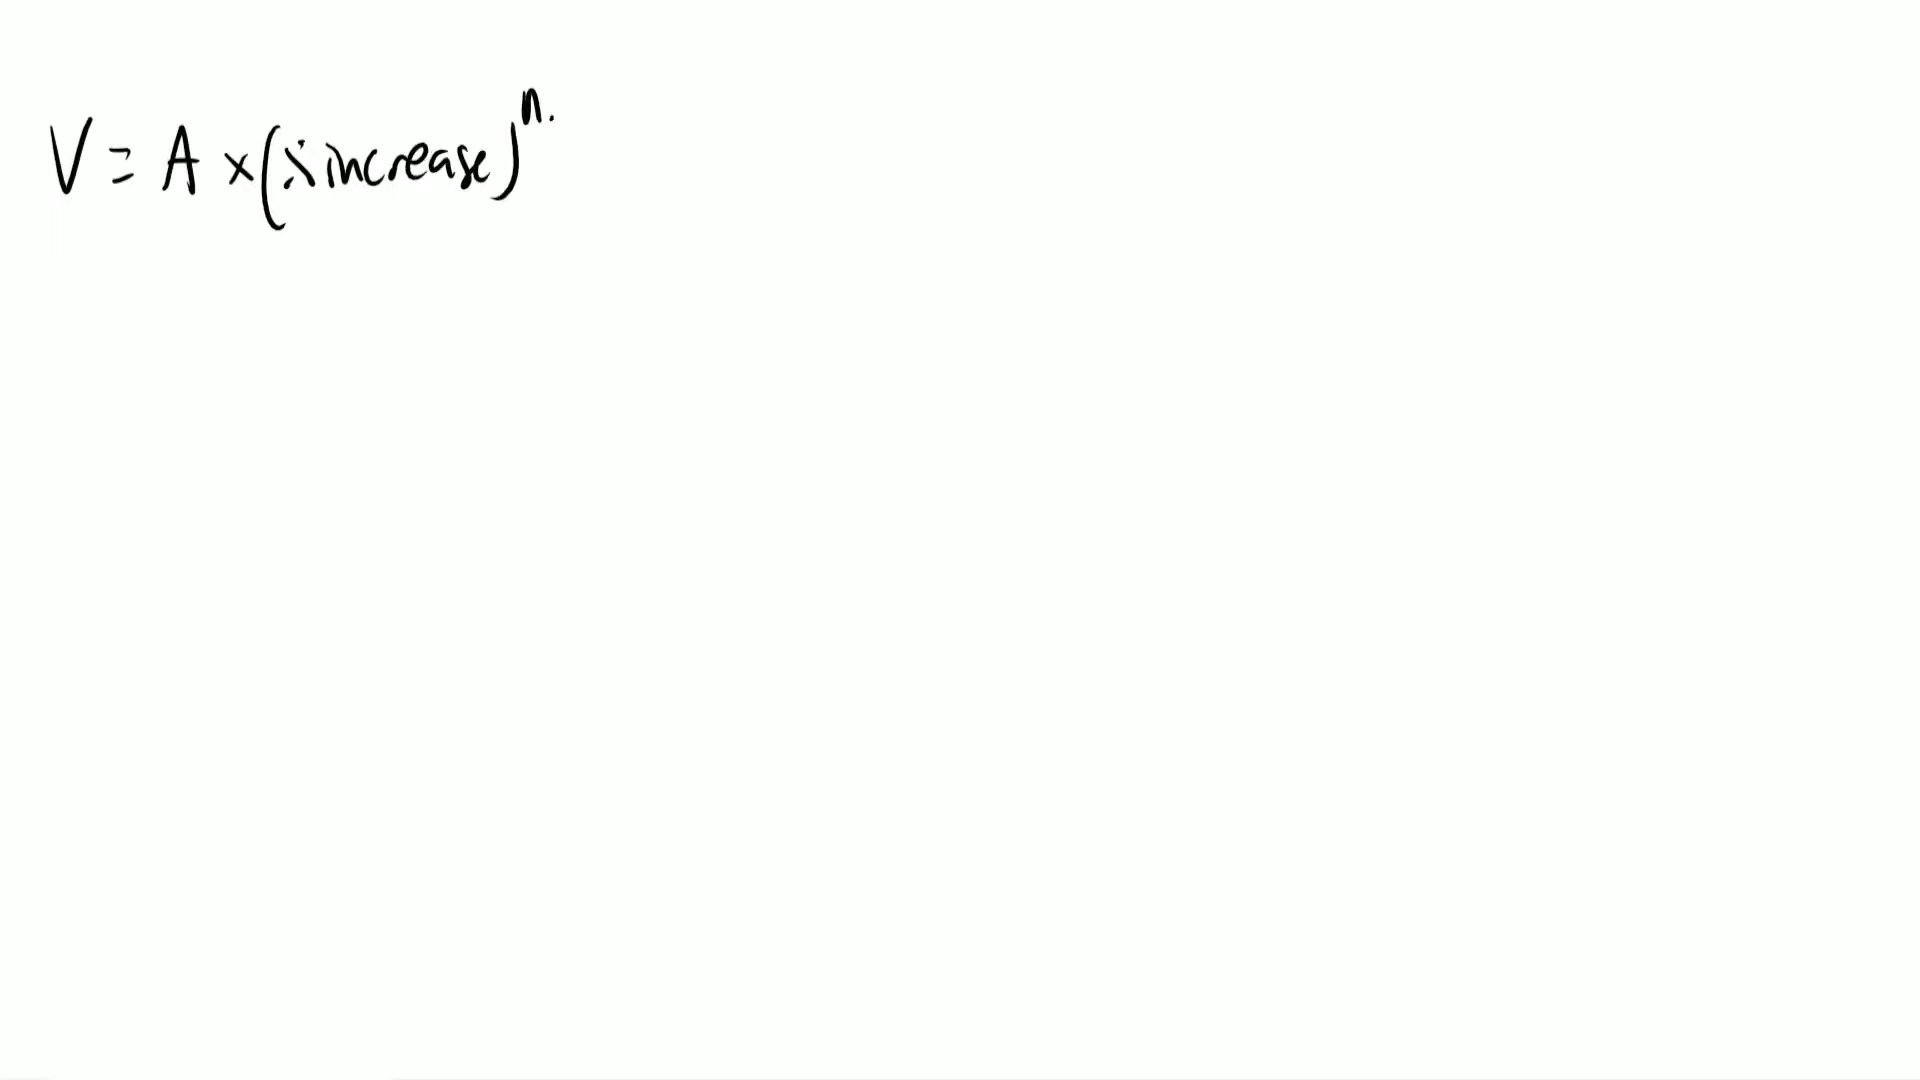 V = A × (% increase)ⁿ.